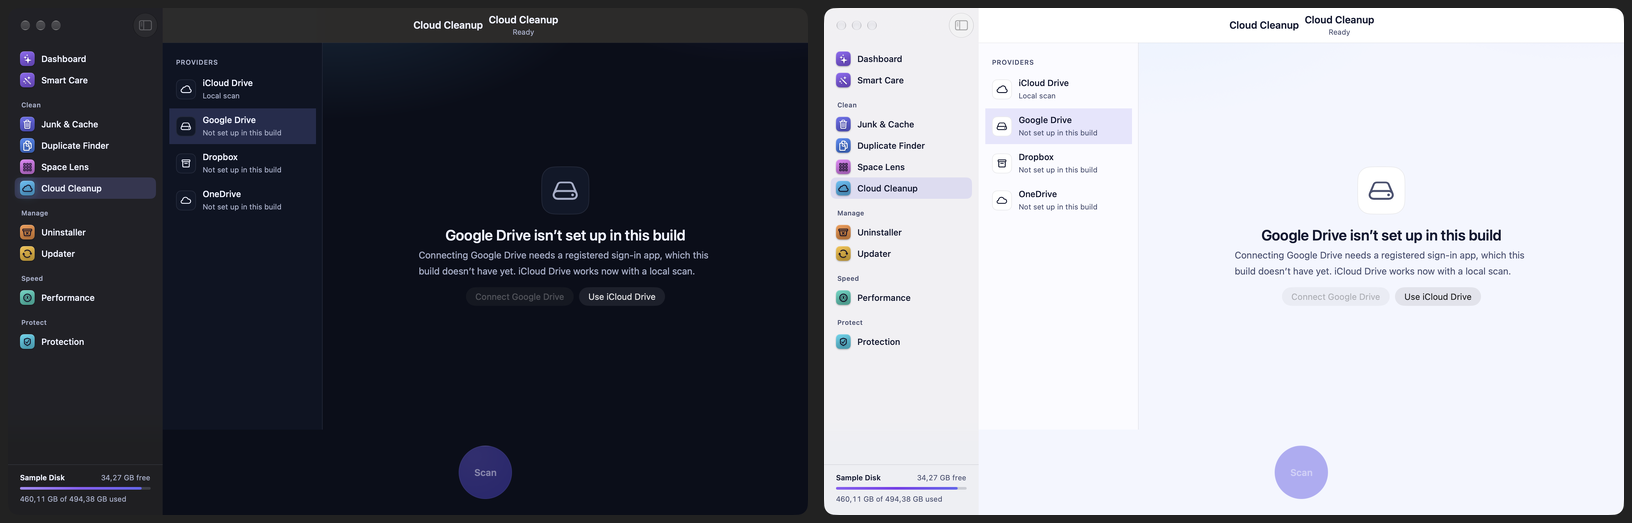 Cloud Cleanup
Cloud Cleanup
Ready
Dashboard
Smart Care
Clean
Junk & Cache
Duplicate Finder
Space Lens
Cloud Cleanup
Manage
Uninstaller
Updater
Speed
Performance
Protect
Protection
Sample Disk
34,27 GB free
460,11 GB of 494,38 GB used
PROVIDERS
iCloud Drive
Local scan
Google Drive
Not set up in this build
Dropbox
Not set up in this build
OneDrive
Not set up in this build
Google Drive isn’t set up in this build
Connecting Google Drive needs a registered sign-in app, which this
build doesn’t have yet. iCloud Drive works now with a local scan.
Connect Google Drive
Use iCloud Drive
Scan
Cloud Cleanup
Cloud Cleanup
Ready
Dashboard
Smart Care
Clean
Junk & Cache
Duplicate Finder
Space Lens
Cloud Cleanup
Manage
Uninstaller
Updater
Speed
Performance
Protect
Protection
Sample Disk
34,27 GB free
460,11 GB of 494,38 GB used
PROVIDERS
iCloud Drive
Local scan
Google Drive
Not set up in this build
Dropbox
Not set up in this build
OneDrive
Not set up in this build
Google Drive isn’t set up in this build
Connecting Google Drive needs a registered sign-in app, which this
build doesn’t have yet. iCloud Drive works now with a local scan.
Connect Google Drive
Use iCloud Drive
Scan